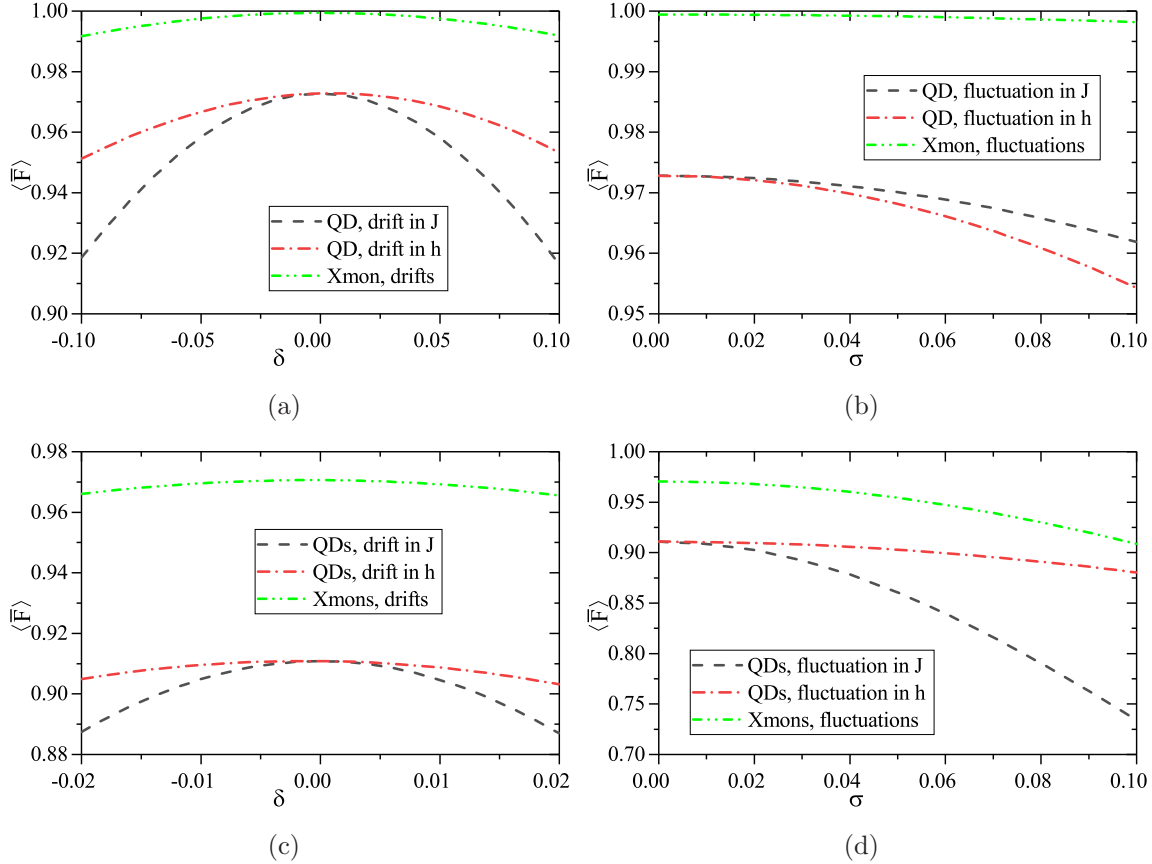 1.00
0.98
0.96
0.94
0.92
0.90
⟨F̿⟩
-0.10
-0.05
0.00
0.05
0.10
δ
QD, drift in J
QD, drift in h
Xmon, drifts
(a)
1.00
0.99
0.98
0.97
0.96
0.95
⟨F̿⟩
0.00
0.02
0.04
0.06
0.08
0.10
σ
QD, fluctuation in J
QD, fluctuation in h
Xmon, fluctuations
(b)
0.98
0.96
0.94
0.92
0.90
0.88
⟨F̿⟩
-0.02
-0.01
0.00
0.01
0.02
δ
QDs, drift in J
QDs, drift in h
Xmons, drifts
(c)
1.00
0.95
0.90
0.85
0.80
0.75
0.70
⟨F̿⟩
0.00
0.02
0.04
0.06
0.08
0.10
σ
QDs, fluctuation in J
QDs, fluctuation in h
Xmons, fluctuations
(d)